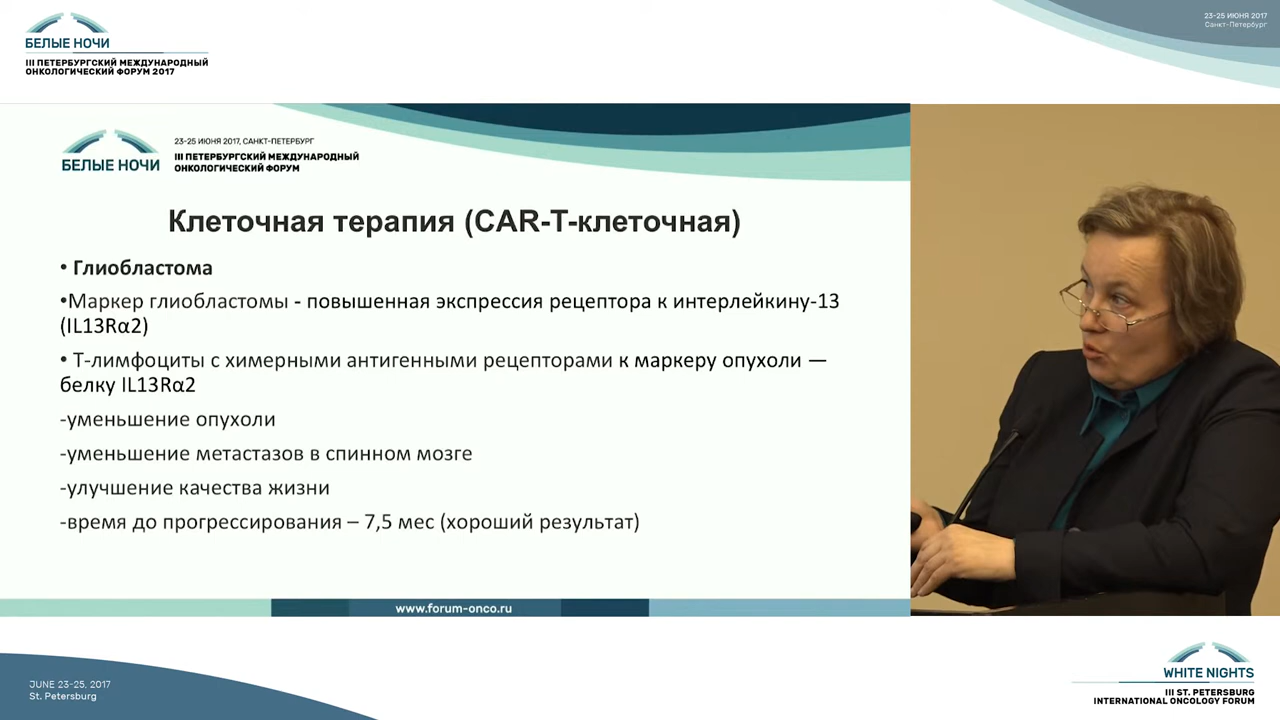 БЕЛЫЕ НОЧИ
III ПЕТЕРБУРГСКИЙ МЕЖДУНАРОДНЫЙ
ОНКОЛОГИЧЕСКИЙ ФОРУМ 2017
23-25 ИЮНЯ 2017
Санкт-Петербург
БЕЛЫЕ НОЧИ
23-25 ИЮНЯ 2017, САНКТ-ПЕТЕРБУРГ
III ПЕТЕРБУРГСКИЙ МЕЖДУНАРОДНЫЙ
ОНКОЛОГИЧЕСКИЙ ФОРУМ
Клеточная терапия (CAR-Т-клеточная)
• Глиобластома
•Маркер глиобластомы - повышенная экспрессия рецептора к интерлейкину-13
(IL13Rα2)
• Т-лимфоциты с химерными антигенными рецепторами к маркеру опухоли —
белку IL13Rα2
-уменьшение опухоли
-уменьшение метастазов в спинном мозге
-улучшение качества жизни
-время до прогрессирования – 7,5 мес (хороший результат)
www.forum-onco.ru
JUNE 23-25, 2017
St. Petersburg
WHITE NIGHTS
III ST. PETERSBURG
INTERNATIONAL ONCOLOGY FORUM